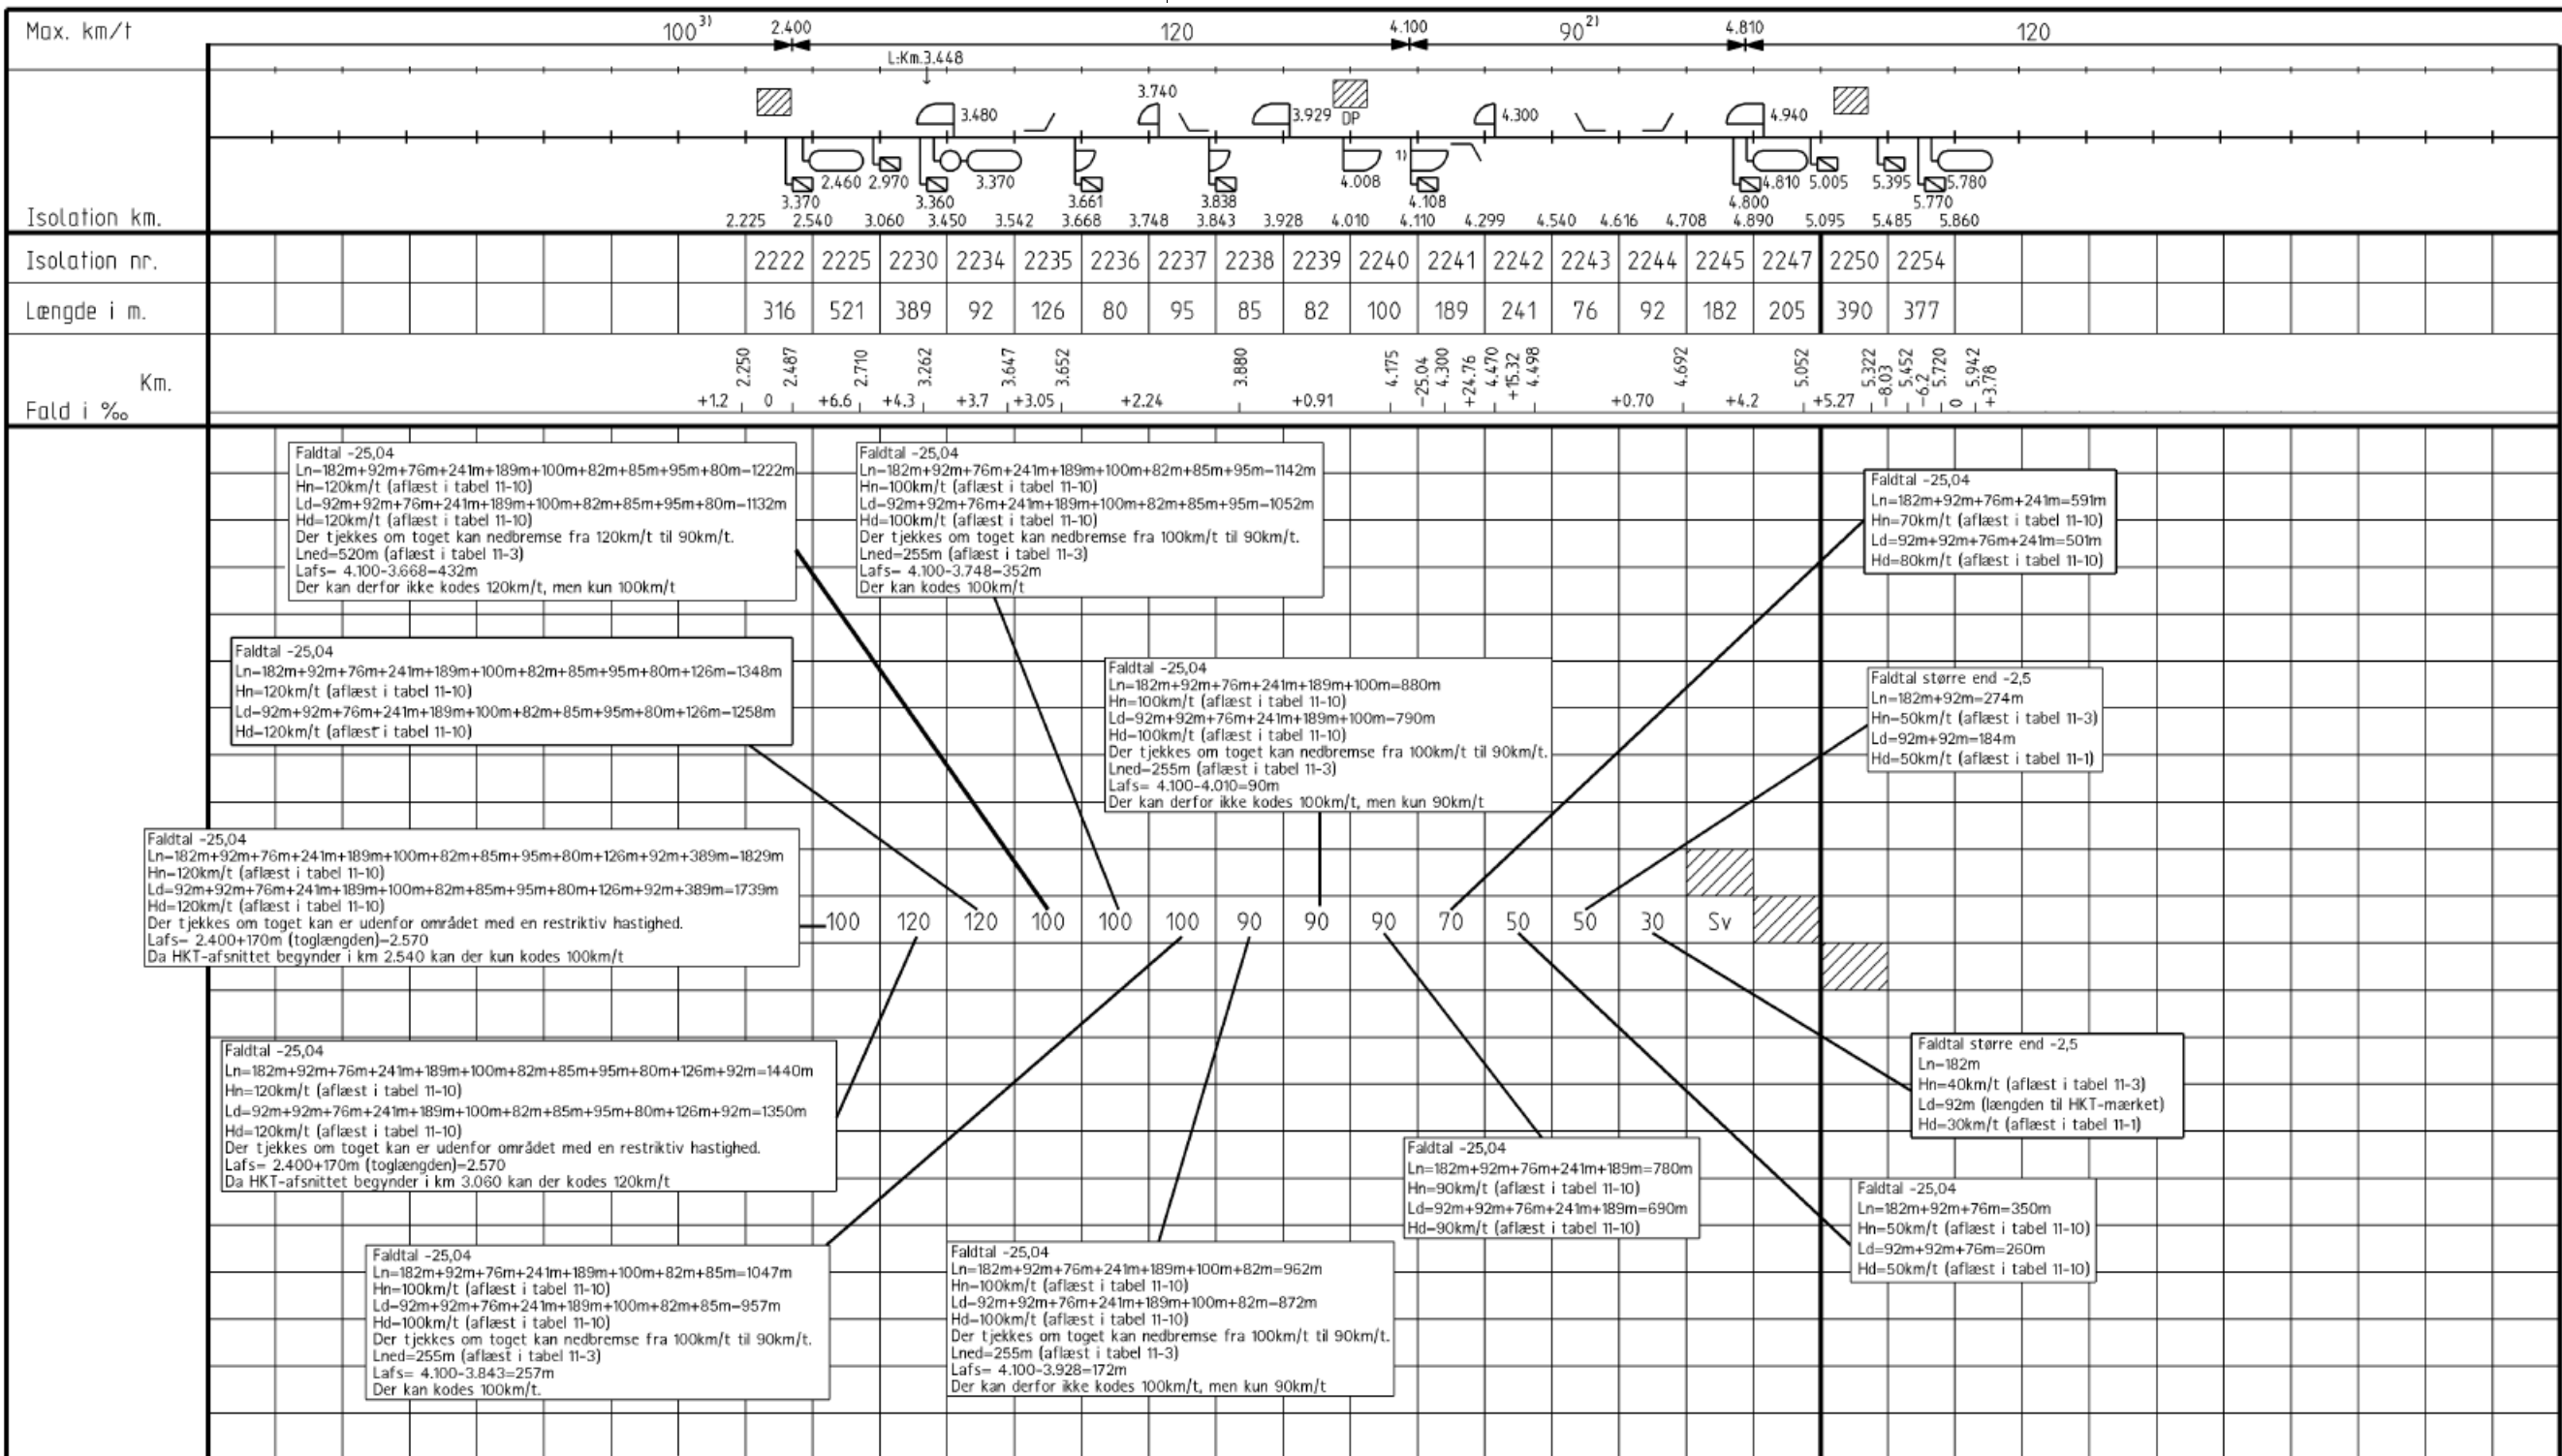 Max. km/t 100³⁾ 2.400 120 4.100 90²⁾ 4.810 120
L:Km.3.448
3.740
3.480 3.929 DP 4.300 4.940
1)
2.460 2.970 3.370 4.008 4.810 5.005 5.395 5.780
3.370 3.360 3.661 3.838 4.108 4.800 5.770
Isolation km. 2.225 2.540 3.060 3.450 3.542 3.668 3.748 3.843 3.928 4.010 4.110 4.299 4.540 4.616 4.708 4.890 5.095 5.485 5.860
Isolation nr. 2222 2225 2230 2234 2235 2236 2237 2238 2239 2240 2241 2242 2243 2244 2245 2247 2250 2254
Længde i m. 316 521 389 92 126 80 95 85 82 100 189 241 76 92 182 205 390 377
Km. 2.250 2.487 2.710 3.262 3.647 3.652 3.880 4.175 -25.04 4.300 +24.76 4.470 +15.32 4.498 4.692 5.052 5.322 -8.03 5.452 -6.2 5.720 0 5.942 +3.78
Fald i ‰ +1.2 0 +6.6 +4.3 +3.7 +3.05 +2.24 +0.91 +0.70 +4.2 +5.27
Faldtal -25,04
Ln=182m+92m+76m+241m+189m+100m+82m+85m+95m+80m=1222m
Hn=120km/t (aflæst i tabel 11-10)
Ld=92m+92m+76m+241m+189m+100m+82m+85m+95m+80m=1132m
Hd=120km/t (aflæst i tabel 11-10)
Der tjekkes om toget kan nedbremse fra 120km/t til 90km/t.
Lned=520m (aflæst i tabel 11-3)
Lafs= 4.100-3.668=432m
Der kan derfor ikke kodes 120km/t, men kun 100km/t
Faldtal -25,04
Ln=182m+92m+76m+241m+189m+100m+82m+85m+95m=1142m
Hn=100km/t (aflæst i tabel 11-10)
Ld=92m+92m+76m+241m+189m+100m+82m+85m+95m=1052m
Hd=100km/t (aflæst i tabel 11-10)
Der tjekkes om toget kan nedbremse fra 100km/t til 90km/t.
Lned=255m (aflæst i tabel 11-3)
Lafs= 4.100-3.748=352m
Der kan kodes 100km/t
Faldtal -25,04
Ln=182m+92m+76m+241m=591m
Hn=70km/t (aflæst i tabel 11-10)
Ld=92m+92m+76m+241m=501m
Hd=80km/t (aflæst i tabel 11-10)
Faldtal -25,04
Ln=182m+92m+76m+241m+189m+100m+82m+85m+95m+80m+126m=1348m
Hn=120km/t (aflæst i tabel 11-10)
Ld=92m+92m+76m+241m+189m+100m+82m+85m+95m+80m+126m=1258m
Hd=120km/t (aflæst i tabel 11-10)
Faldtal -25,04
Ln=182m+92m+76m+241m+189m+100m=880m
Hn=100km/t (aflæst i tabel 11-10)
Ld=92m+92m+76m+241m+189m+100m=790m
Hd=100km/t (aflæst i tabel 11-10)
Der tjekkes om toget kan nedbremse fra 100km/t til 90km/t.
Lned=255m (aflæst i tabel 11-3)
Lafs= 4.100-4.010=90m
Der kan derfor ikke kodes 100km/t, men kun 90km/t
Faldtal større end -2,5
Ln=182m+92m=274m
Hn=50km/t (aflæst i tabel 11-3)
Ld=92m+92m=184m
Hd=50km/t (aflæst i tabel 11-1)
Faldtal -25,04
Ln=182m+92m+76m+241m+189m+100m+82m+85m+95m+80m+126m+92m+389m=1829m
Hn=120km/t (aflæst i tabel 11-10)
Ld=92m+92m+76m+241m+189m+100m+82m+85m+95m+80m+126m+92m+389m=1739m
Hd=120km/t (aflæst i tabel 11-10)
Der tjekkes om toget kan er udenfor området med en restriktiv hastighed.
Lafs= 2.400+170m (toglængden)=2.570
Da HKT-afsnittet begynder i km 2.540 kan der kun kodes 100km/t
100 120 120 100 100 100 90 90 90 70 50 50 30 Sv
Faldtal -25,04
Ln=182m+92m+76m+241m+189m+100m+82m+85m+95m+80m+126m+92m=1440m
Hn=120km/t (aflæst i tabel 11-10)
Ld=92m+92m+76m+241m+189m+100m+82m+85m+95m+80m+126m+92m=1350m
Hd=120km/t (aflæst i tabel 11-10)
Der tjekkes om toget kan er udenfor området med en restriktiv hastighed.
Lafs= 2.400+170m (toglængden)=2.570
Da HKT-afsnittet begynder i km 3.060 kan der kodes 120km/t
Faldtal større end -2,5
Ln=182m
Hn=40km/t (aflæst i tabel 11-3)
Ld=92m (længden til HKT-mærket)
Hd=30km/t (aflæst i tabel 11-1)
Faldtal -25,04
Ln=182m+92m+76m+241m+189m=780m
Hn=90km/t (aflæst i tabel 11-10)
Ld=92m+92m+76m+241m+189m=690m
Hd=90km/t (aflæst i tabel 11-10)
Faldtal -25,04
Ln=182m+92m+76m=350m
Hn=50km/t (aflæst i tabel 11-10)
Ld=92m+92m+76m=260m
Hd=50km/t (aflæst i tabel 11-10)
Faldtal -25,04
Ln=182m+92m+76m+241m+189m+100m+82m+85m=1047m
Hn=100km/t (aflæst i tabel 11-10)
Ld=92m+92m+76m+241m+189m+100m+82m+85m=957m
Hd=100km/t (aflæst i tabel 11-10)
Der tjekkes om toget kan nedbremse fra 100km/t til 90km/t.
Lned=255m (aflæst i tabel 11-3)
Lafs= 4.100-3.843=257m
Der kan kodes 100km/t.
Faldtal -25,04
Ln=182m+92m+76m+241m+189m+100m+82m=962m
Hn=100km/t (aflæst i tabel 11-10)
Ld=92m+92m+76m+241m+189m+100m+82m=872m
Hd=100km/t (aflæst i tabel 11-10)
Der tjekkes om toget kan nedbremse fra 100km/t til 90km/t.
Lned=255m (aflæst i tabel 11-3)
Lafs= 4.100-3.928=172m
Der kan derfor ikke kodes 100km/t, men kun 90km/t